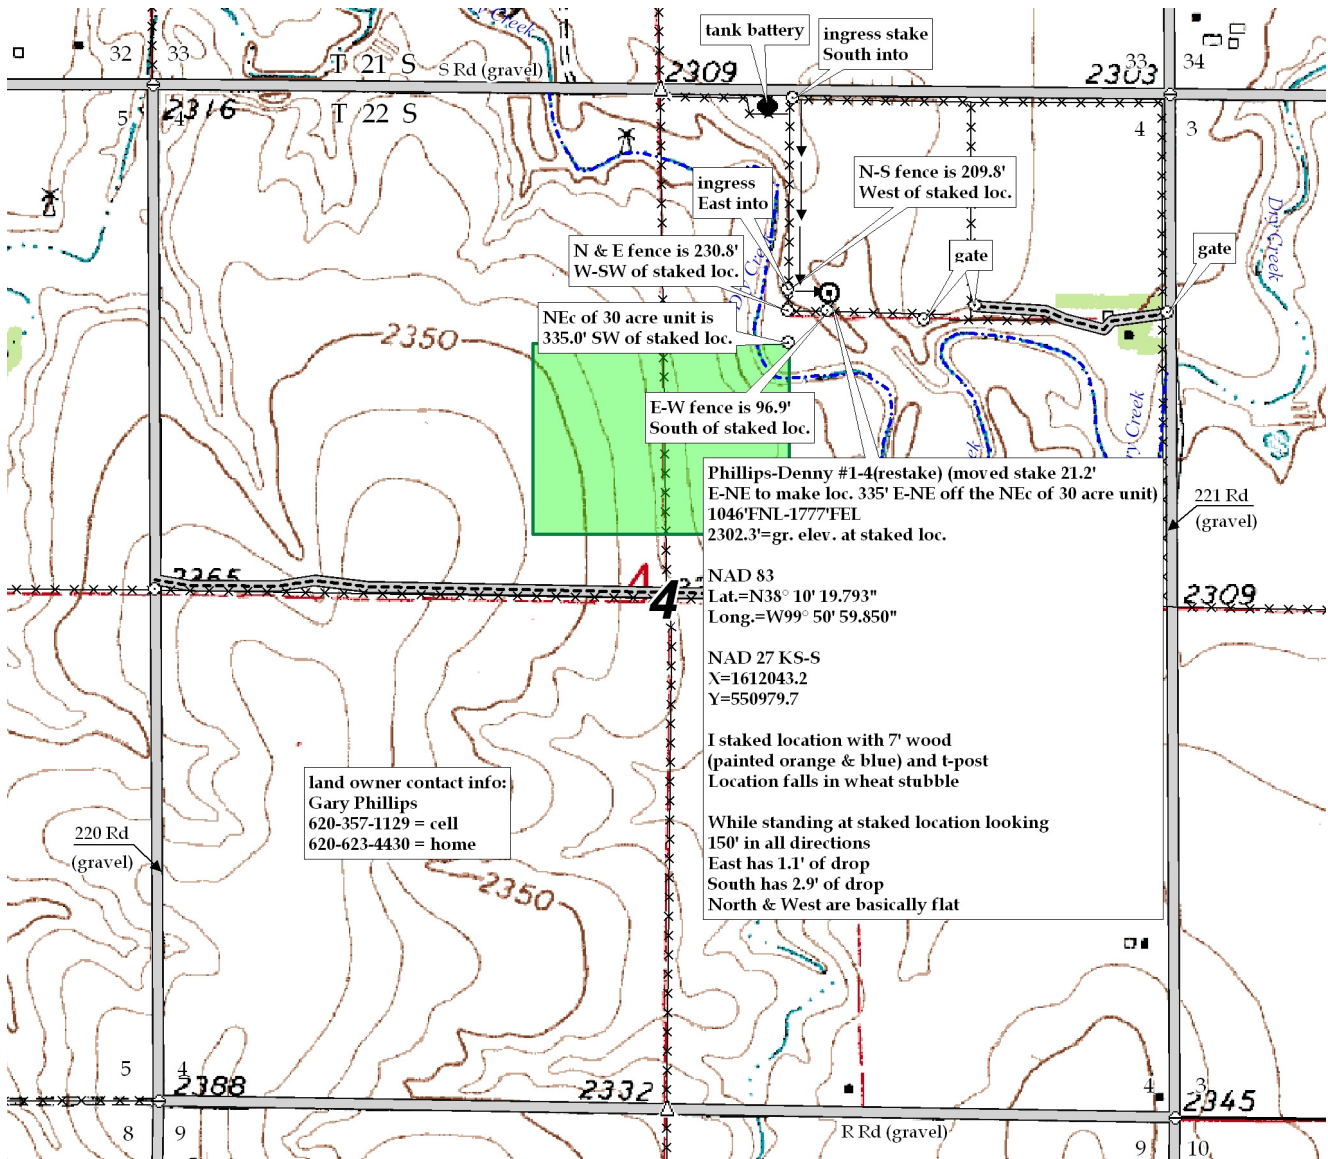 tank battery
ingress stake
South into
Creek
32
33
T 21 S
S Rd (gravel)
2309
2303
33
34
5
4
2316
T 22 S
4
3
ingress
East into
N-S fence is 209.8'
West of staked loc.
Dry Creek
N & E fence is 230.8'
W-SW of staked loc.
gate
gate
NEc of 30 acre unit is
335.0' SW of staked loc.
2350
E-W fence is 96.9'
South of staked loc.
Creek
Phillips-Denny #1-4(restake) (moved stake 21.2'
E-NE to make loc. 335' E-NE off the NEc of 30 acre unit)
1046'FNL-1777'FEL
2302.3'=gr. elev. at staked loc.
NAD 83
Lat.=N38° 10' 19.793"
Long.=W99° 50' 59.850"
NAD 27 KS-S
X=1612043.2
Y=550979.7
I staked location with 7' wood
(painted orange & blue) and t-post
Location falls in wheat stubble
While standing at staked location looking
150' in all directions
East has 1.1' of drop
South has 2.9' of drop
North & West are basically flat
221 Rd
(gravel)
2365
4
2309
land owner contact info:
Gary Phillips
620-357-1129 = cell
620-623-4430 = home
220 Rd
(gravel)
2350
5
4
2388
2332
4
3
2345
8
9
R Rd (gravel)
9
10